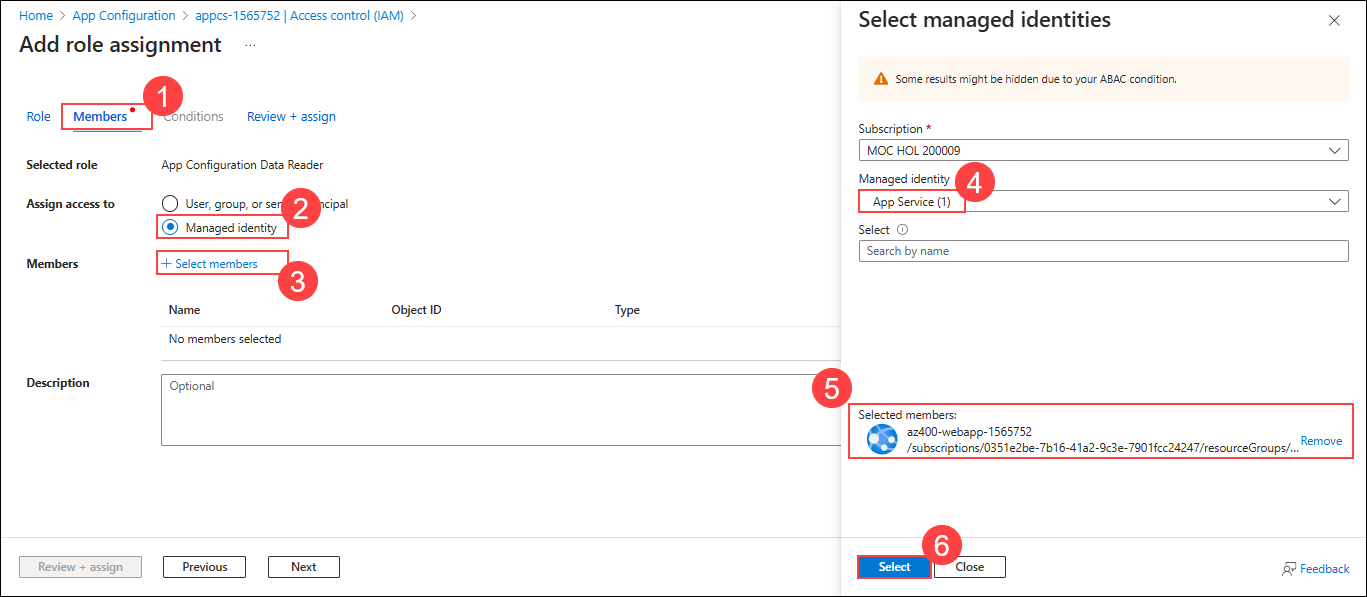 Home > App Configuration > appcs-1565752 | Access control (IAM) >
Add role assignment ...
Role Members Conditions Review + assign
1
Selected role App Configuration Data Reader
Assign access to User, group, or ser cipal
2
Managed identity
Members + Select members
3
Name Object ID Type
No members selected
Description Optional
Review + assign Previous Next
Select managed identities
Some results might be hidden due to your ABAC condition.
Subscription *
MOC HOL 200009
Managed identity
4
App Service (1)
Select
Search by name
5
Selected members:
az400-webapp-1565752
/subscriptions/0351e2be-7b16-41a2-9c3e-7901fcc24247/resourceGroups/...
Remove
6
Select Close
Feedback